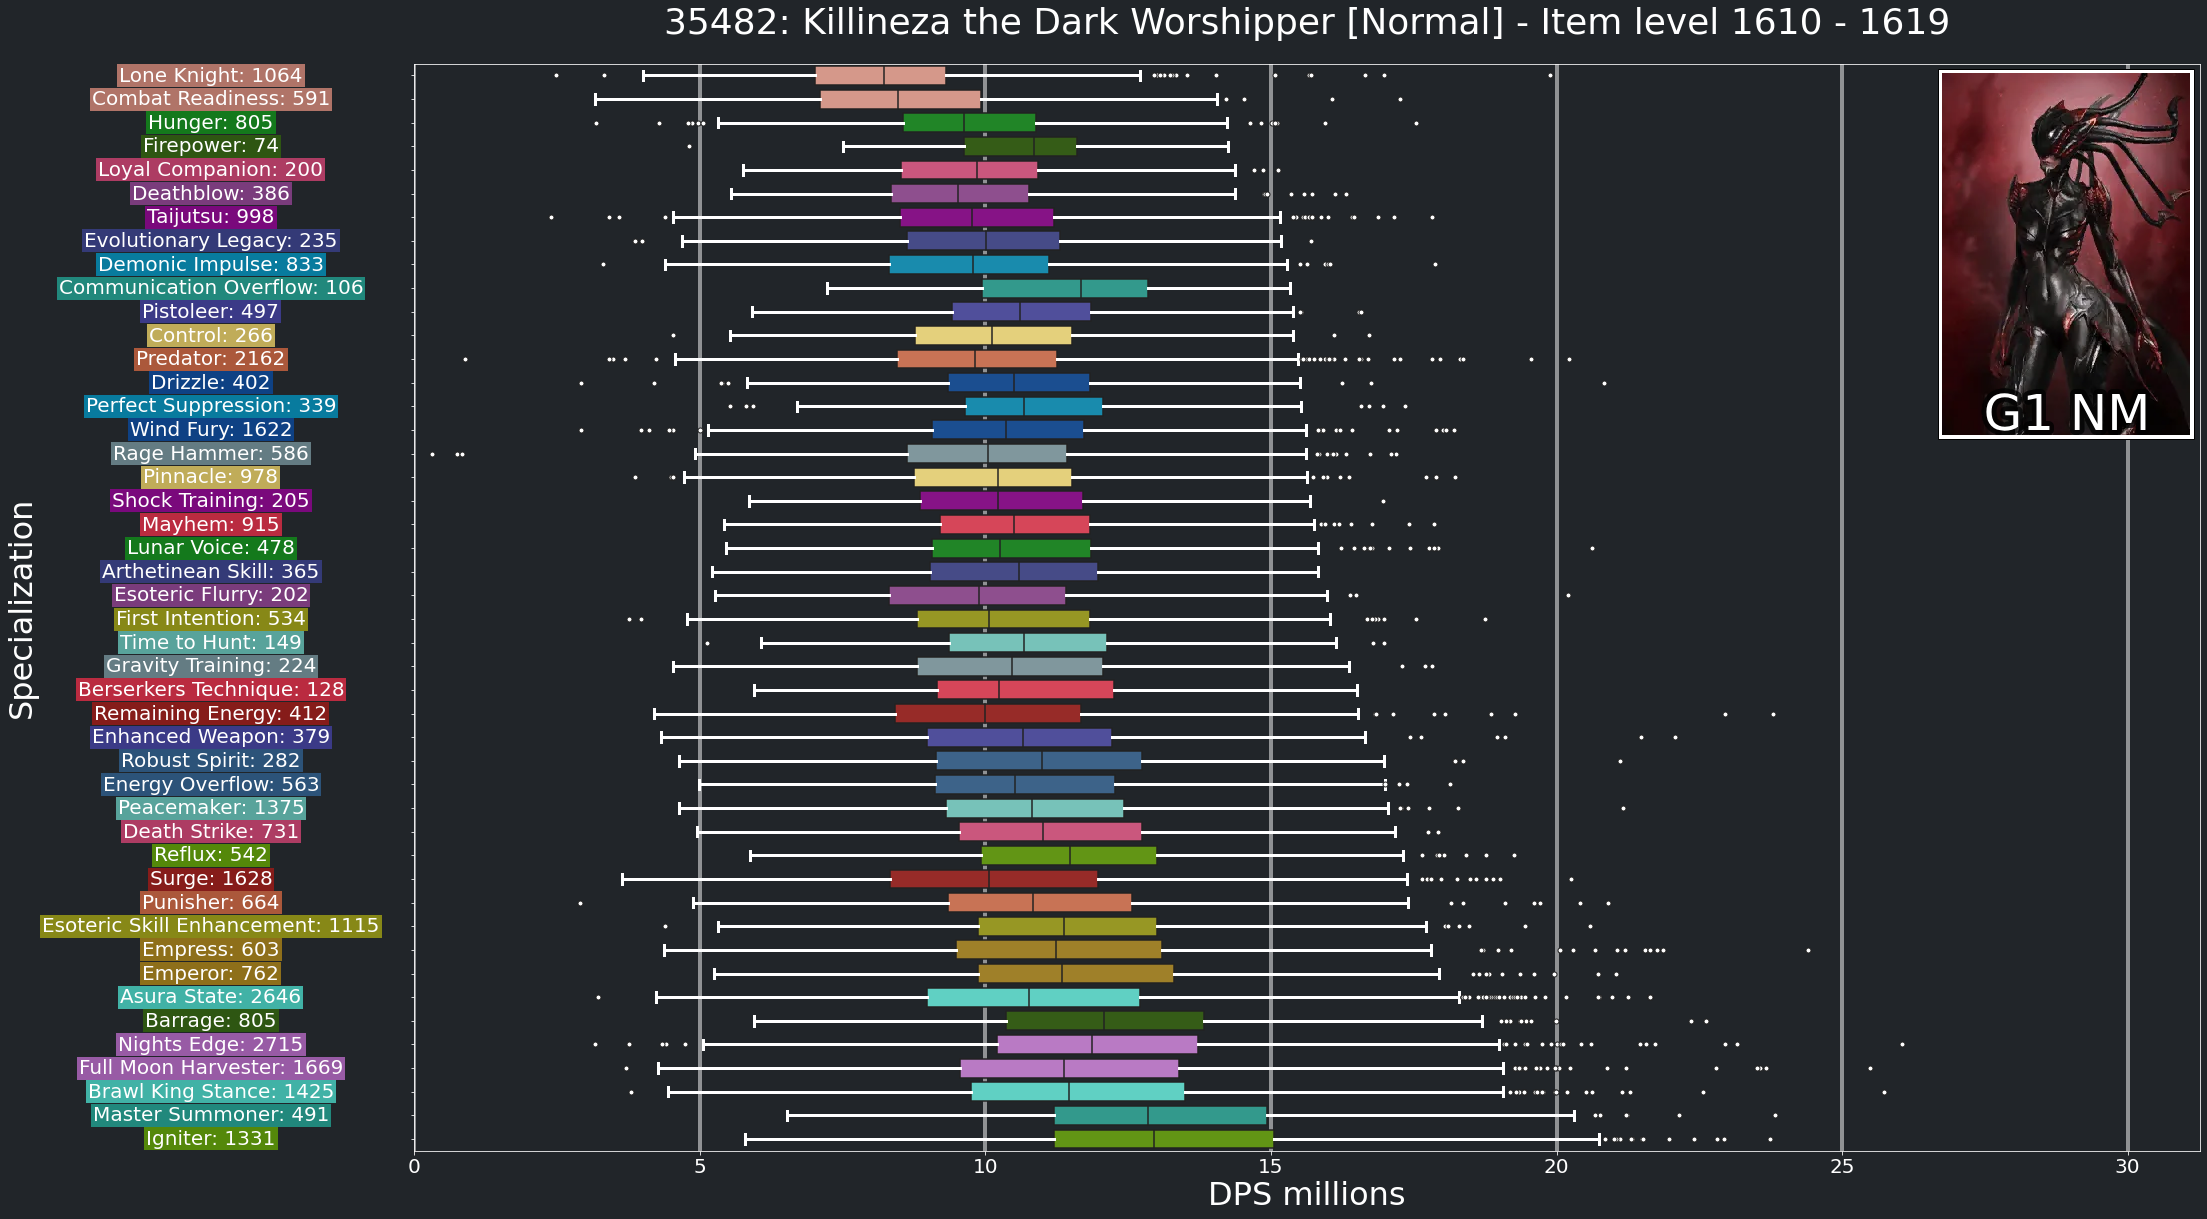 35482: Killineza the Dark Worshipper [Normal] - Item level 1610 - 1619
Specialization
Lone Knight: 1064
Combat Readiness: 591
Hunger: 805
Firepower: 74
Loyal Companion: 200
Deathblow: 386
Taijutsu: 998
Evolutionary Legacy: 235
Demonic Impulse: 833
Communication Overflow: 106
Pistoleer: 497
Control: 266
Predator: 2162
Drizzle: 402
Perfect Suppression: 339
Wind Fury: 1622
Rage Hammer: 586
Pinnacle: 978
Shock Training: 205
Mayhem: 915
Lunar Voice: 478
Arthetinean Skill: 365
Esoteric Flurry: 202
First Intention: 534
Time to Hunt: 149
Gravity Training: 224
Berserkers Technique: 128
Remaining Energy: 412
Enhanced Weapon: 379
Robust Spirit: 282
Energy Overflow: 563
Peacemaker: 1375
Death Strike: 731
Reflux: 542
Surge: 1628
Punisher: 664
Esoteric Skill Enhancement: 1115
Empress: 603
Emperor: 762
Asura State: 2646
Barrage: 805
Nights Edge: 2715
Full Moon Harvester: 1669
Brawl King Stance: 1425
Master Summoner: 491
Igniter: 1331
G1 NM
0 5 10 15 20 25 30
DPS millions